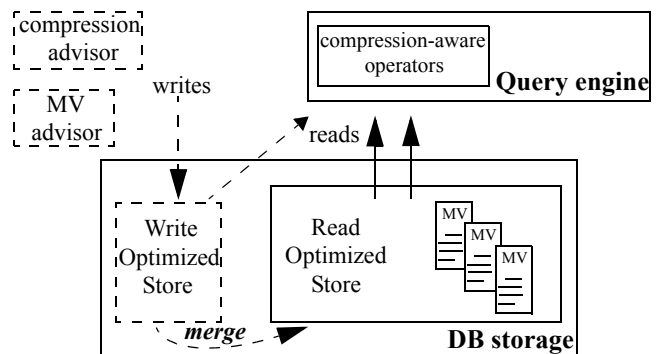 compression
advisor
compression-aware
operators
Query engine
MV
advisor
writes
reads
Write
Optimized
Store
Read
Optimized
Store
MV
MV
MV
merge
DB storage